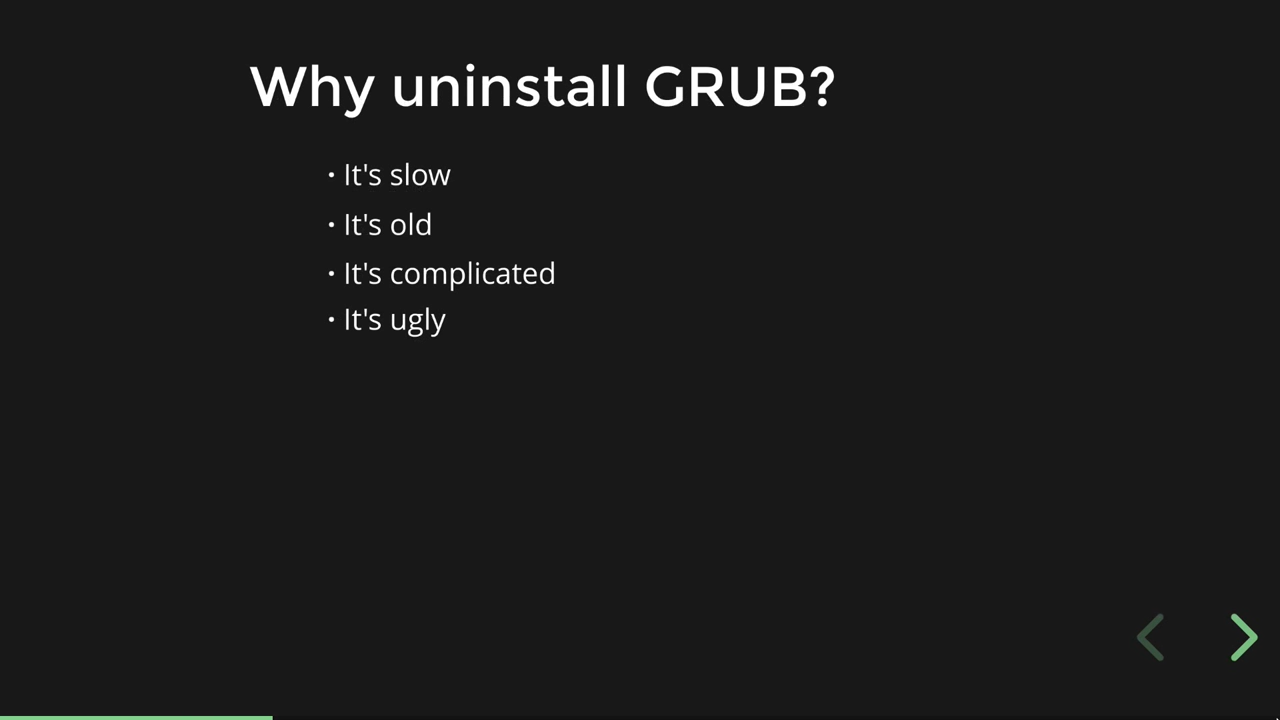 Why uninstall GRUB?
• It's slow
• It's old
• It's complicated
• It's ugly